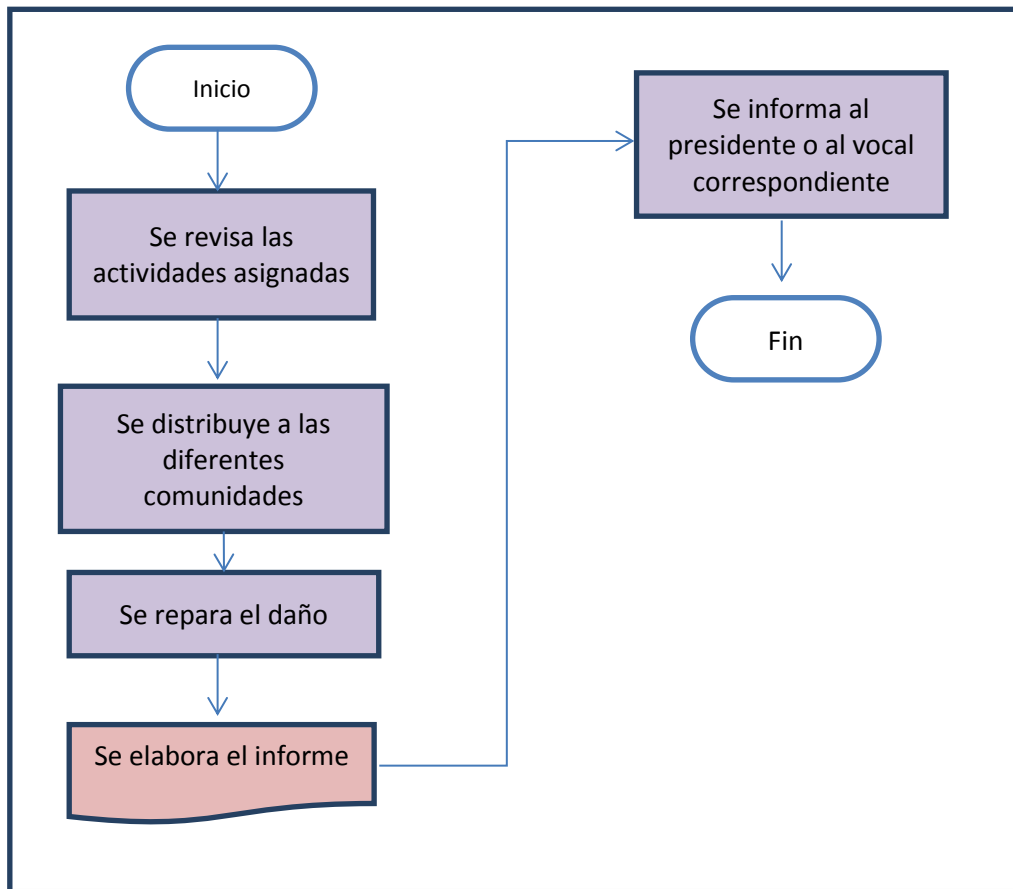 Inicio
Se revisa las
actividades asignadas
Se distribuye a las
diferentes
comunidades
Se repara el daño
Se elabora el informe
Se informa al
presidente o al vocal
correspondiente
Fin